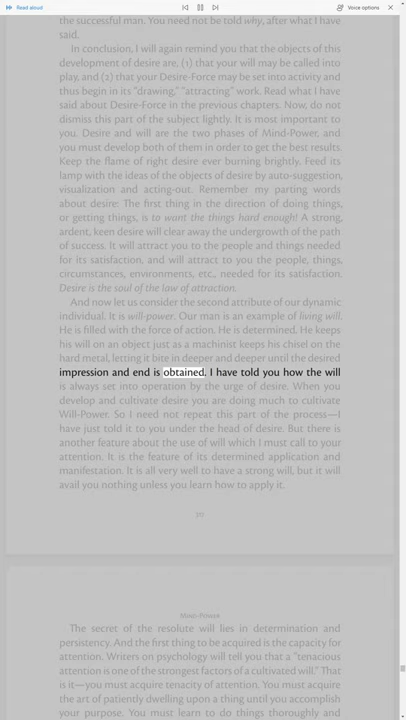 Read aloud
Voice options
the successful man. You need not be told why, after what I have
said.
In conclusion, I will again remind you that the objects of this
development of desire are, (1) that your will may be called into
play, and (2) that your Desire-Force may be set into activity and
thus begin in its "drawing," "attracting" work. Read what I have
said about Desire-Force in the previous chapters. Now, do not
dismiss this part of the subject lightly. It is most important to
you. Desire and will are the two phases of Mind-Power, and
you must develop both of them in order to get the best results.
Keep the flame of right desire ever burning brightly. Feed its
lamp with the ideas of the objects of desire by auto-suggestion,
visualization and acting-out. Remember my parting words
about desire: The first thing in the direction of doing things,
or getting things, is to want the things hard enough! A strong,
ardent, keen desire will clear away the undergrowth of the path
of success. It will attract you to the people and things needed
for its satisfaction, and will attract to you the people, things,
circumstances, environments, etc., needed for its satisfaction.
Desire is the soul of the law of attraction.
And now let us consider the second attribute of our dynamic
individual. It is will-power. Our man is an example of living will.
He is filled with the force of action. He is determined. He keeps
his will on an object just as a machinist keeps his chisel on the
hard metal, letting it bite in deeper and deeper until the desired
impression and end is obtained. I have told you how the will
is always set into operation by the urge of desire. When you
develop and cultivate desire you are doing much to cultivate
Will-Power. So I need not repeat this part of the process—I
have just told it to you under the head of desire. But there is
another feature about the use of will which I must call to your
attention. It is the feature of its determined application and
manifestation. It is all very well to have a strong will, but it will
avail you nothing unless you learn how to apply it.
Mind-Power
The secret of the resolute will lies in determination and
persistency. And the first thing to be acquired is the capacity for
attention. Writers on psychology will tell you that a "tenacious
attention is one of the strongest factors of a cultivated will." That
is it—you must acquire tenacity of attention. You must acquire
the art of patiently dwelling upon a thing until you accomplish
your purpose. You must learn to do things thoroughly and